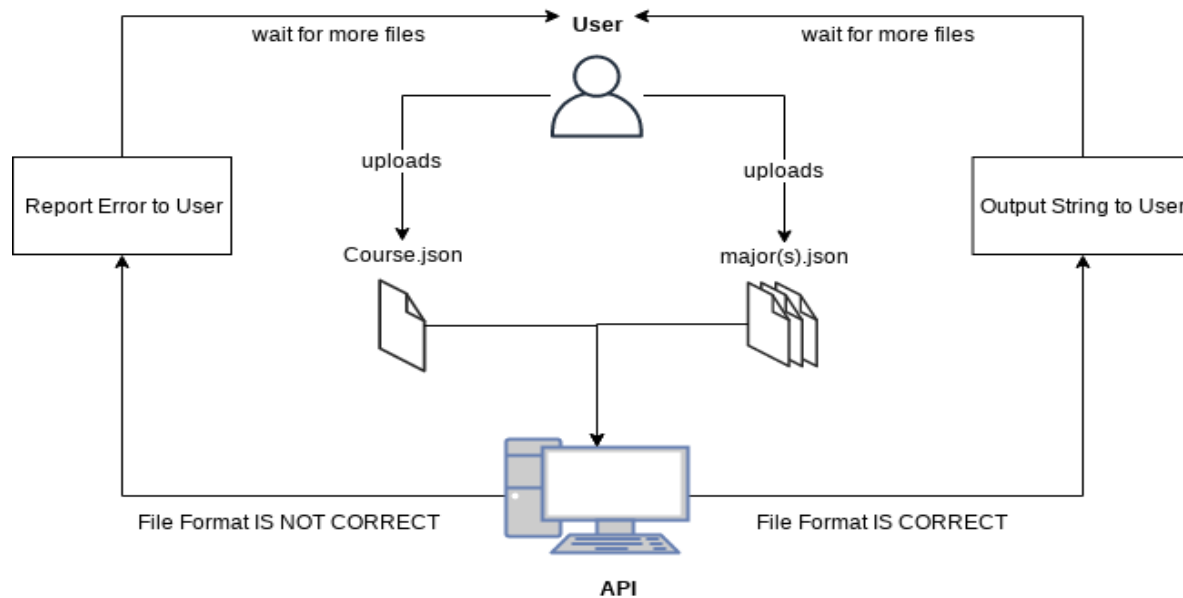 User
wait for more files
wait for more files
uploads
uploads
Report Error to User
Output String to User
Course.json
major(s).json
File Format IS NOT CORRECT
File Format IS CORRECT
API